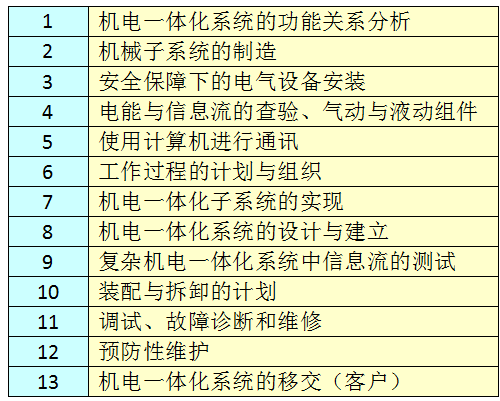 1 机电一体化系统的功能关系分析
2 机械子系统的制造
3 安全保障下的电气设备安装
4 电能与信息流的查验、气动与液动组件
5 使用计算机进行通讯
6 工作过程的计划与组织
7 机电一体化子系统的实现
8 机电一体化系统的设计与建立
9 复杂机电一体化系统中信息流的测试
10 装配与拆卸的计划
11 调试、故障诊断和维修
12 预防性维护
13 机电一体化系统的移交（客户）